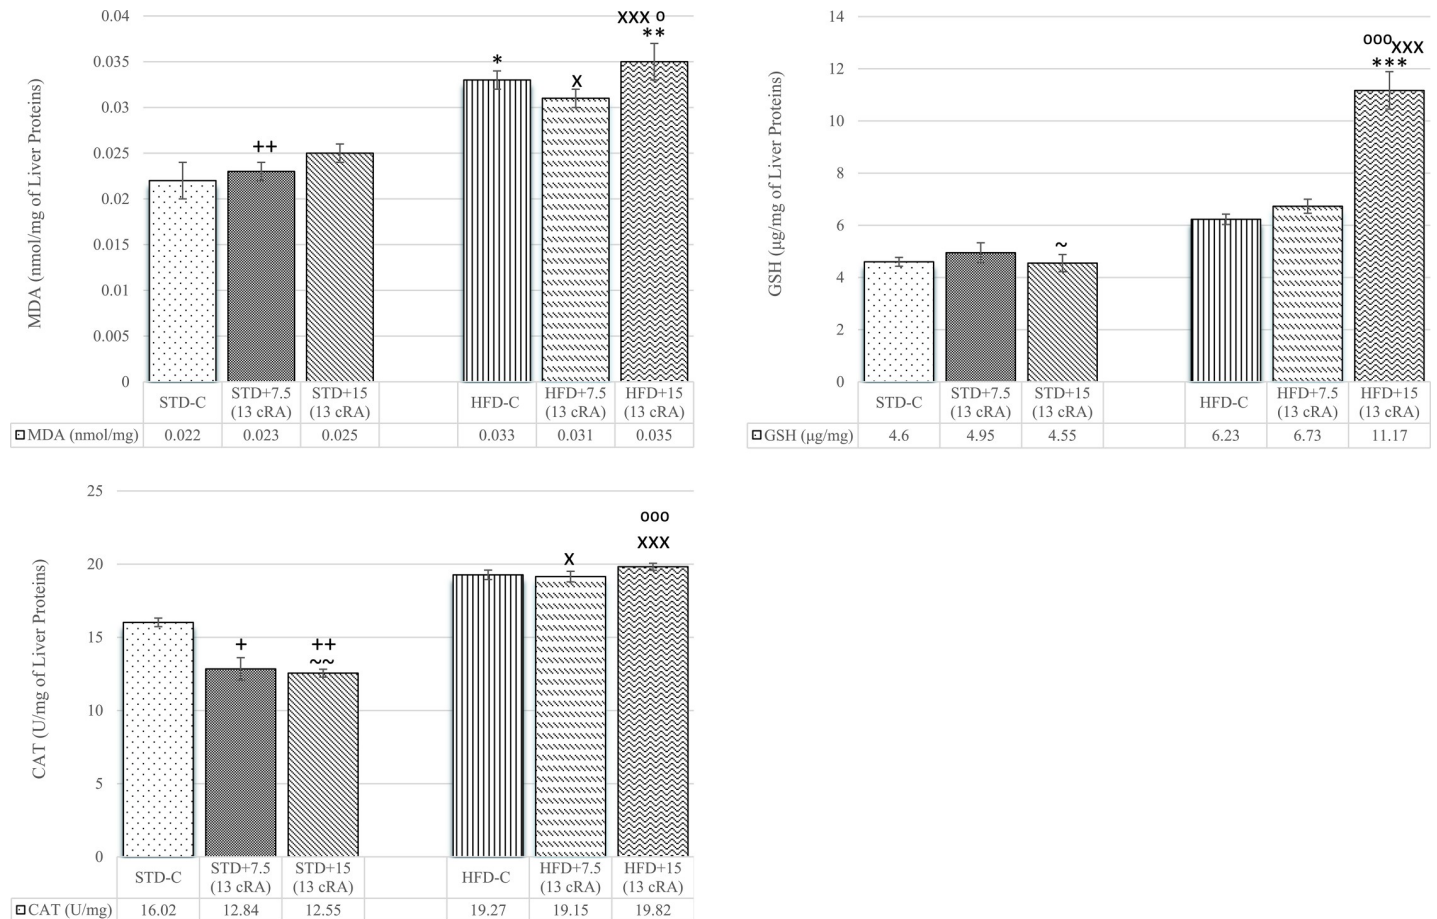 MDA (nmol/mg of Liver Proteins)
0.04
0.035
0.03
0.025
0.02
0.015
0.01
0.005
0
++
*
X
XXX o
**
STD-C
STD+7.5 (13 cRA)
STD+15 (13 cRA)
HFD-C
HFD+7.5 (13 cRA)
HFD+15 (13 cRA)
MDA (nmol/mg) 0.022 0.023 0.025 0.033 0.031 0.035
GSH (µg/mg of Liver Proteins)
14
12
10
8
6
4
2
0
~
oooXXX
***
STD-C
STD+7.5 (13 cRA)
STD+15 (13 cRA)
HFD-C
HFD+7.5 (13 cRA)
HFD+15 (13 cRA)
GSH (µg/mg) 4.6 4.95 4.55 6.23 6.73 11.17
CAT (U/mg of Liver Proteins)
25
20
15
10
5
0
+
++
~~
X
ooo
XXX
STD-C
STD+7.5 (13 cRA)
STD+15 (13 cRA)
HFD-C
HFD+7.5 (13 cRA)
HFD+15 (13 cRA)
CAT (U/mg) 16.02 12.84 12.55 19.27 19.15 19.82